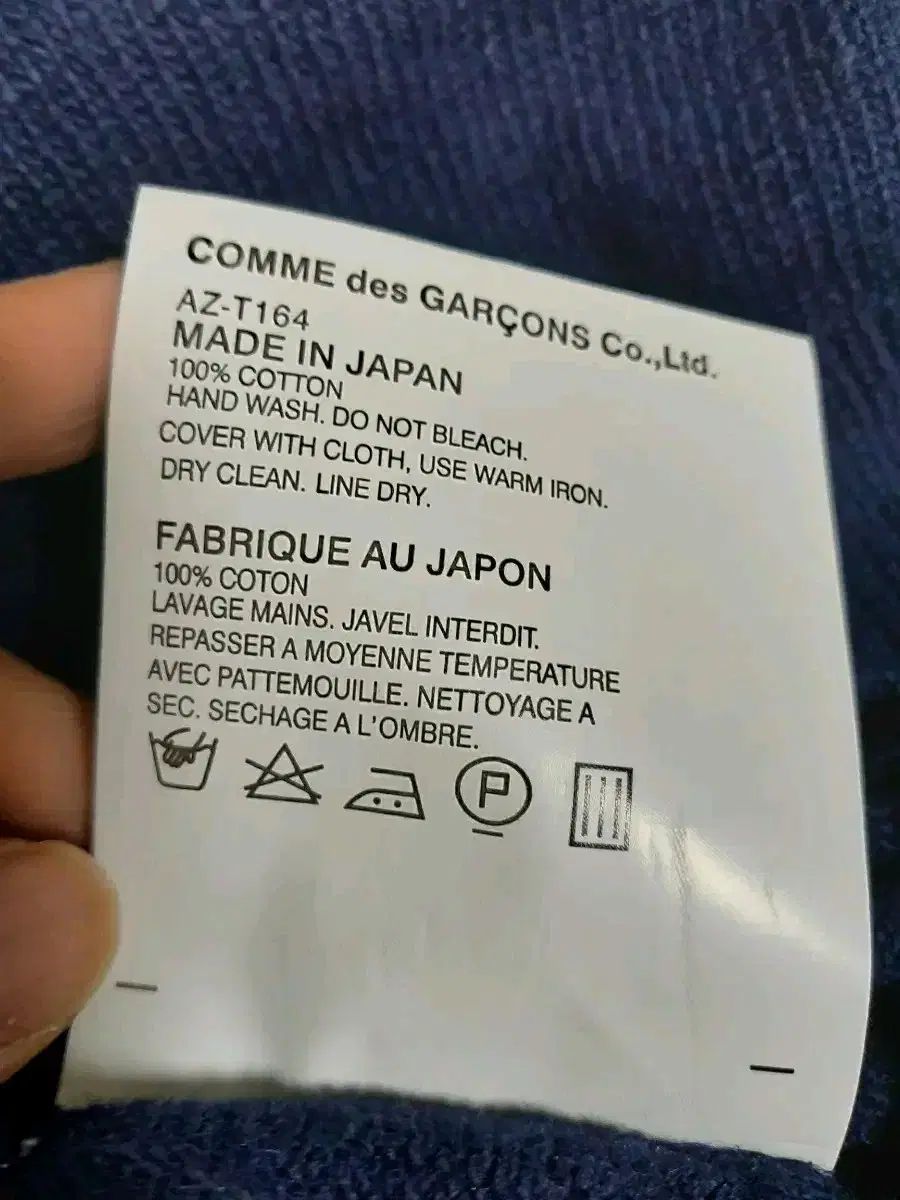 COMME des GARÇONS Co.,Ltd.
AZ-T164
MADE IN JAPAN
100% COTTON
HAND WASH. DO NOT BLEACH.
COVER WITH CLOTH, USE WARM IRON.
DRY CLEAN. LINE DRY.
FABRIQUE AU JAPON
100% COTON
LAVAGE MAINS. JAVEL INTERDIT.
REPASSER A MOYENNE TEMPERATURE
AVEC PATTEMOUILLE. NETTOYAGE A
SEC. SECHAGE A L'OMBRE.
P